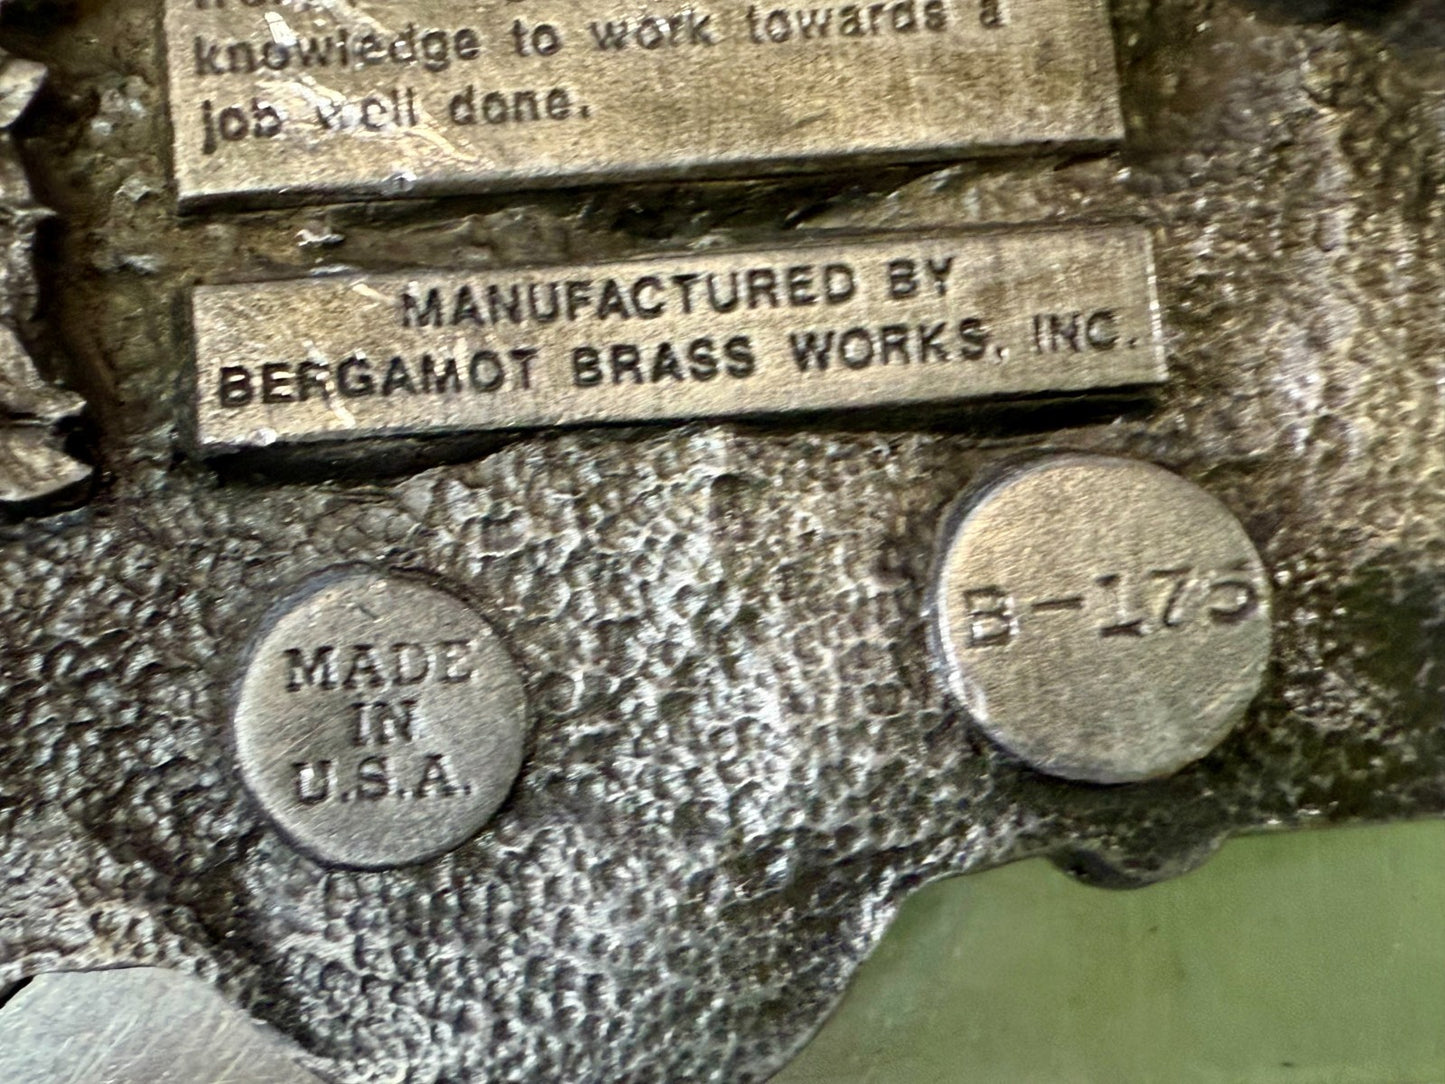 knowledge to work towards a
job well done.
MANUFACTURED BY
BERGAMOT BRASS WORKS, INC.
B-175
MADE
IN
U.S.A.